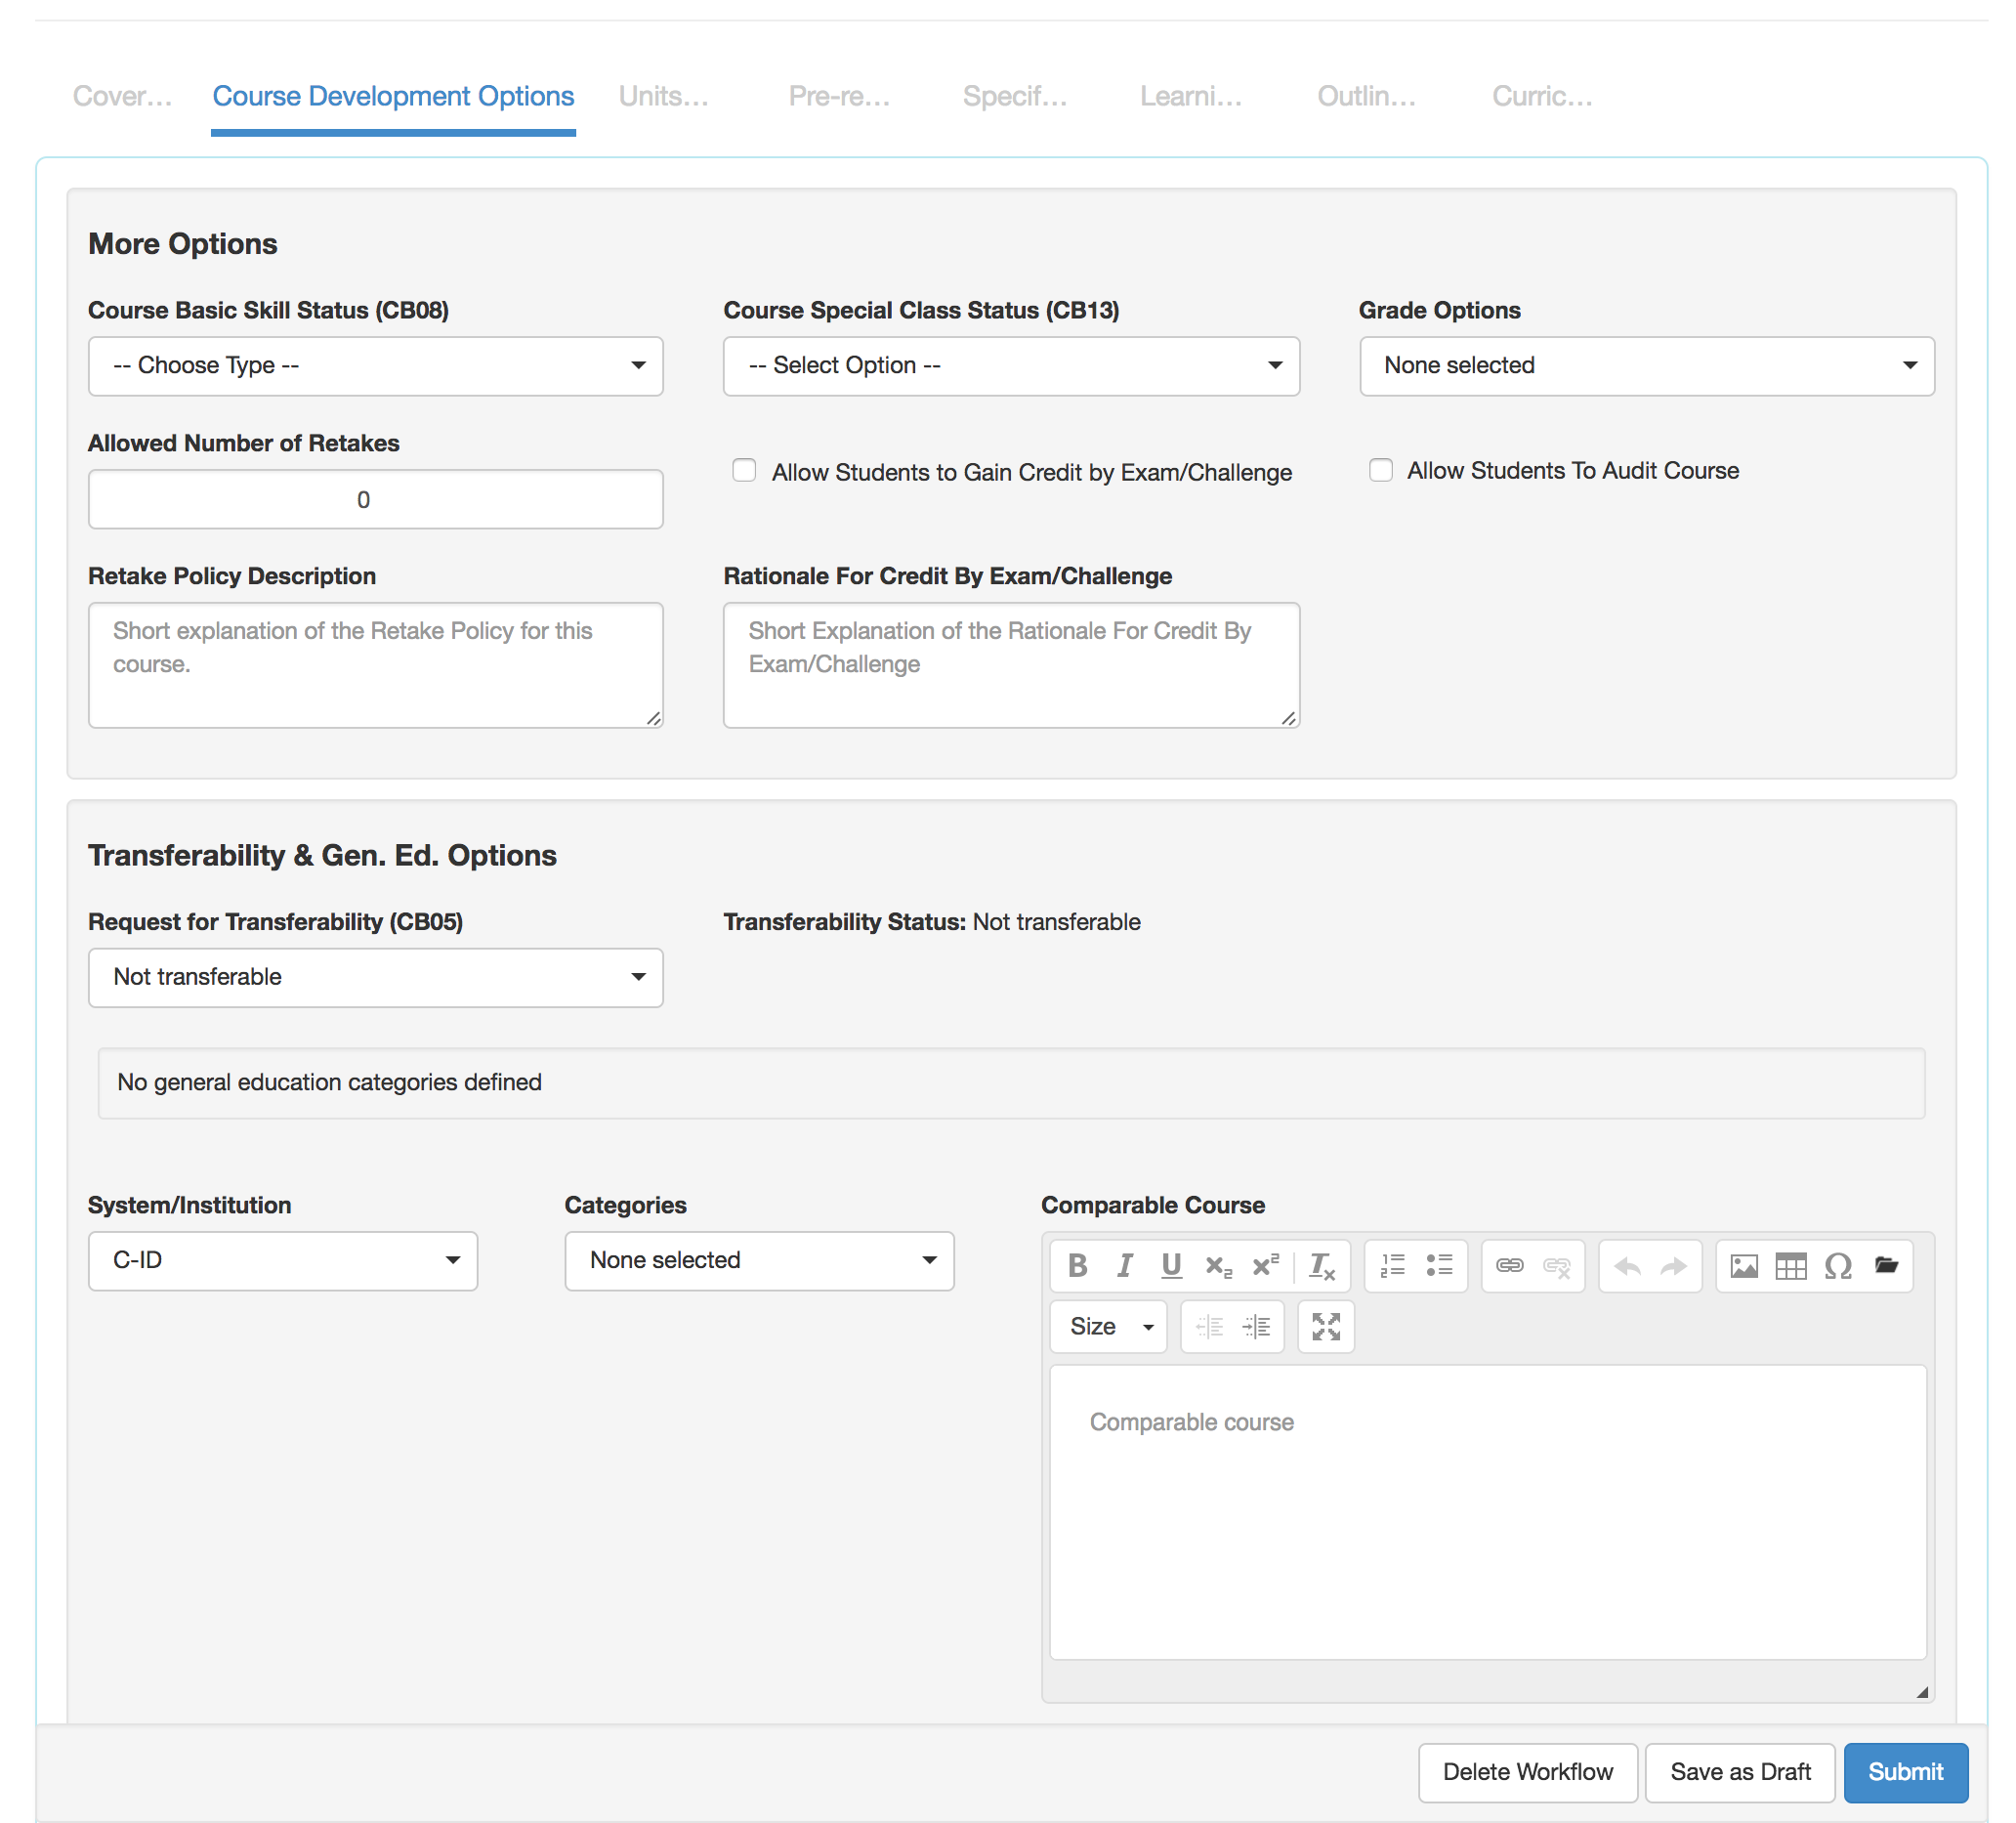 Cover... Course Development Options Units... Pre-re... Specif... Learni... Outlin... Curric...
More Options
Course Basic Skill Status (CB08) Course Special Class Status (CB13) Grade Options
-- Choose Type -- -- Select Option -- None selected
Allowed Number of Retakes
0 Allow Students to Gain Credit by Exam/Challenge Allow Students To Audit Course
Retake Policy Description Rationale For Credit By Exam/Challenge
Short explanation of the Retake Policy for this Short Explanation of the Rationale For Credit By
course. Exam/Challenge
Transferability & Gen. Ed. Options
Request for Transferability (CB05) Transferability Status: Not transferable
Not transferable
No general education categories defined
System/Institution Categories Comparable Course
C-ID None selected
Size
Comparable course
Delete Workflow Save as Draft Submit